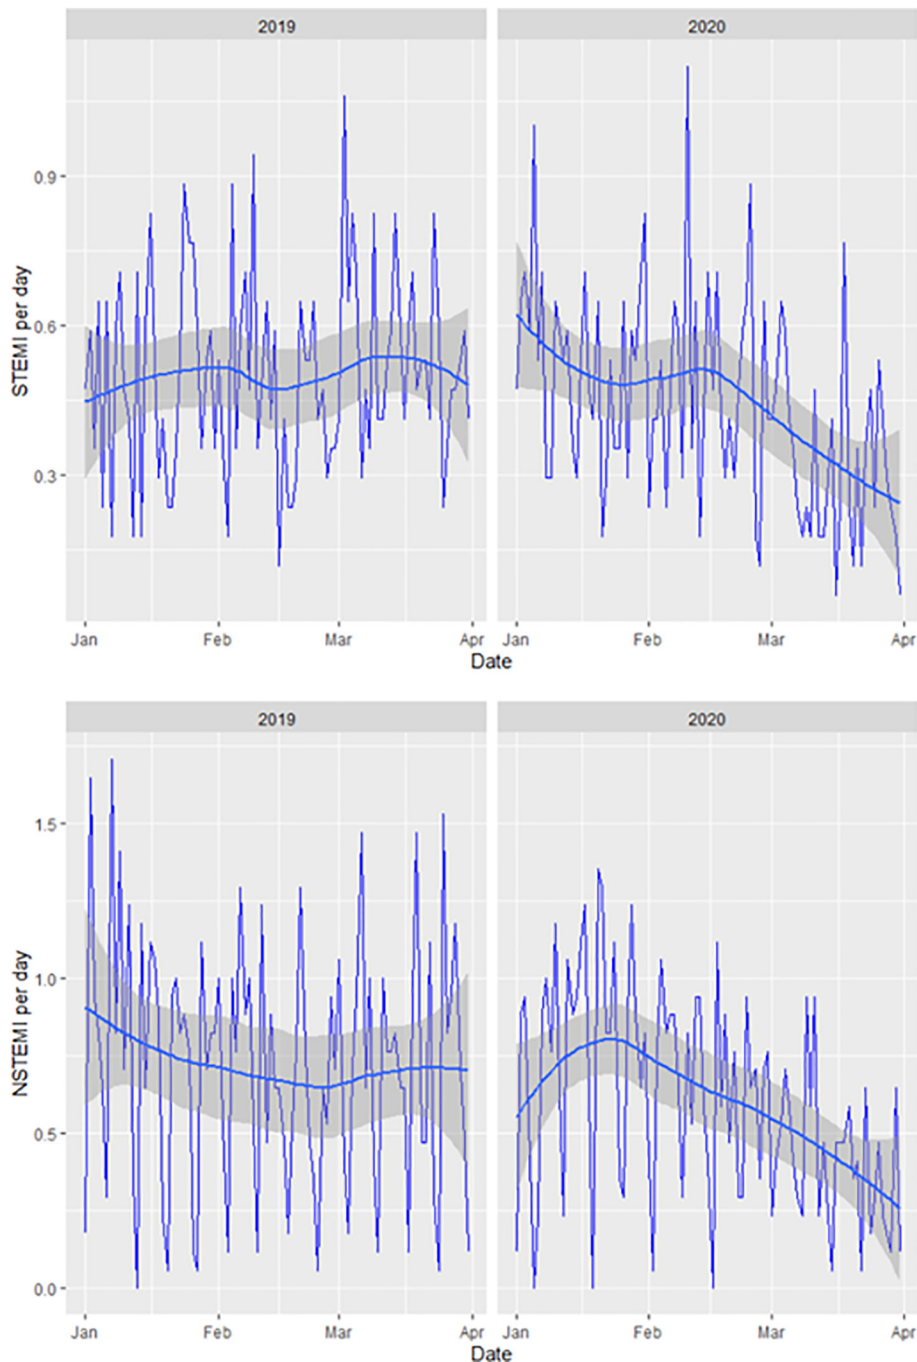 2019 2020
0.9
0.6
0.3
STEMI per day
Jan Feb Mar Apr Jan Feb Mar Apr
Date
2019 2020
1.5
1.0
0.5
0.0
NSTEMI per day
Jan Feb Mar Apr Jan Feb Mar Apr
Date